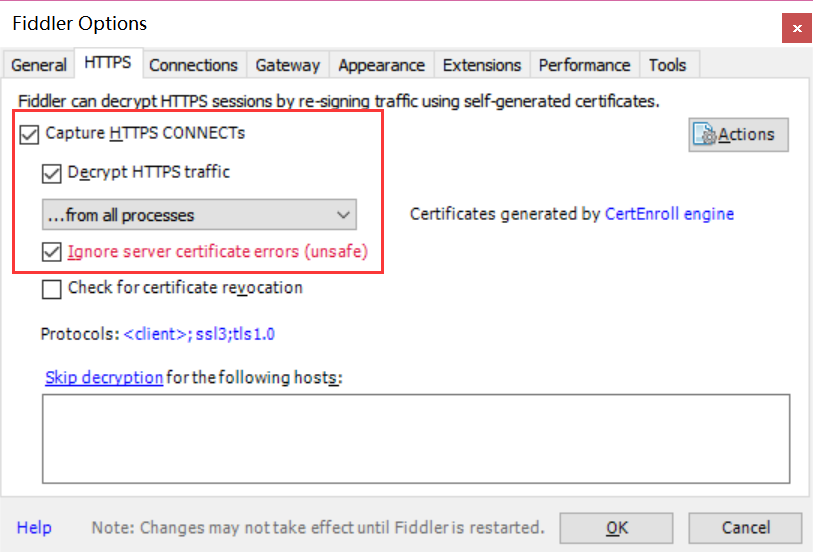 Fiddler Options
General HTTPS Connections Gateway Appearance Extensions Performance Tools
Fiddler can decrypt HTTPS sessions by re-signing traffic using self-generated certificates.
Capture HTTPS CONNECTs
Actions
Decrypt HTTPS traffic
...from all processes
Certificates generated by CertEnroll engine
Ignore server certificate errors (unsafe)
Check for certificate revocation
Protocols: <client>; ssl3;tls1.0
Skip decryption for the following hosts:
Help Note: Changes may not take effect until Fiddler is restarted. OK Cancel